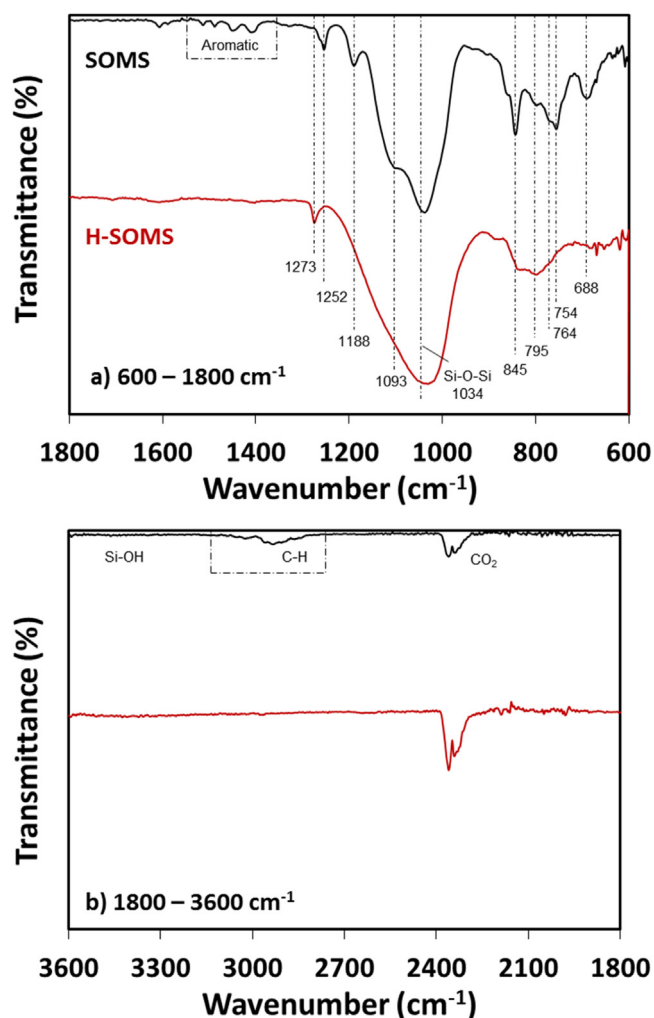 Aromatic
SOMS
H-SOMS
1273
1252
1188
1093
Si-O-Si
1034
845
795
754
764
688
a) 600 – 1800 cm⁻¹
Transmittance (%)
1800 1600 1400 1200 1000 800 600
Wavenumber (cm⁻¹)
Si-OH C-H CO₂
Transmittance (%)
b) 1800 – 3600 cm⁻¹
3600 3300 3000 2700 2400 2100 1800
Wavenumber (cm⁻¹)